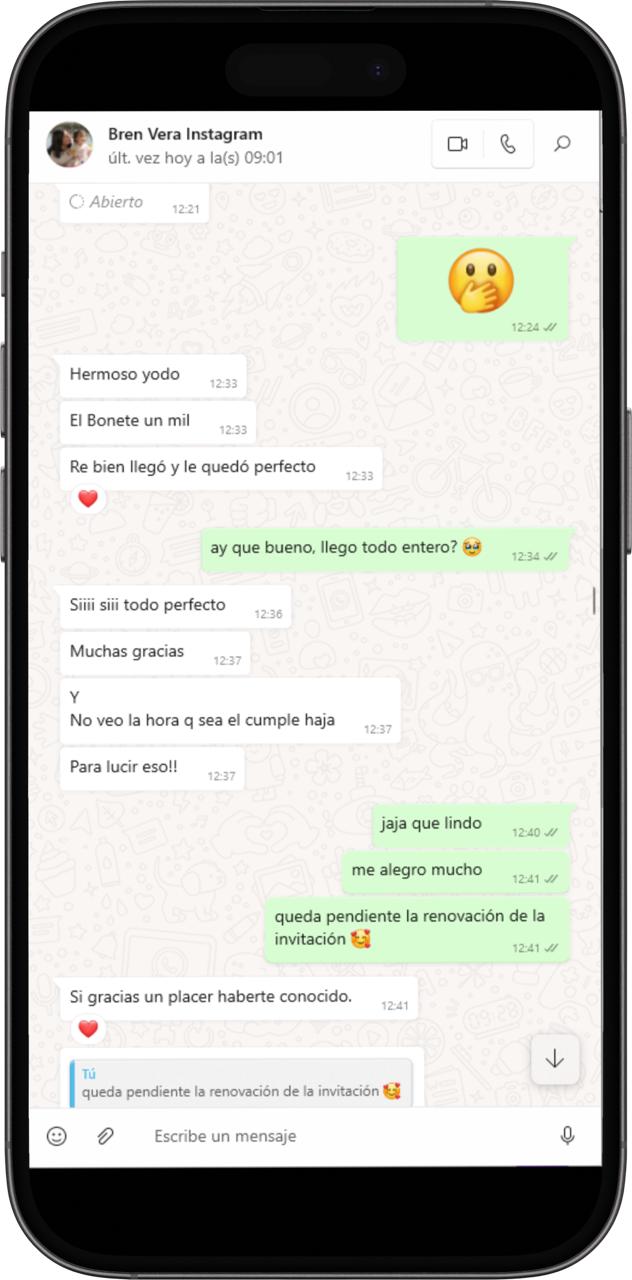 Bren Vera Instagram
últ. vez hoy a la(s) 09:01
Abierto 12:21
12:24
Hermoso yodo 12:33
El Bonete un mil 12:33
Re bien llegó y le quedó perfecto 12:33
ay que bueno, llego todo entero? 🥹 12:34
Siiii siii todo perfecto 12:36
Muchas gracias 12:37
Y
No veo la hora q sea el cumple haja 12:37
Para lucir eso!! 12:37
jaja que lindo 12:40
me alegro mucho 12:41
queda pendiente la renovación de la
invitación 🥰 12:41
Si gracias un placer haberte conocido. 12:41
Tú
queda pendiente la renovación de la invitación 🥰
Escribe un mensaje